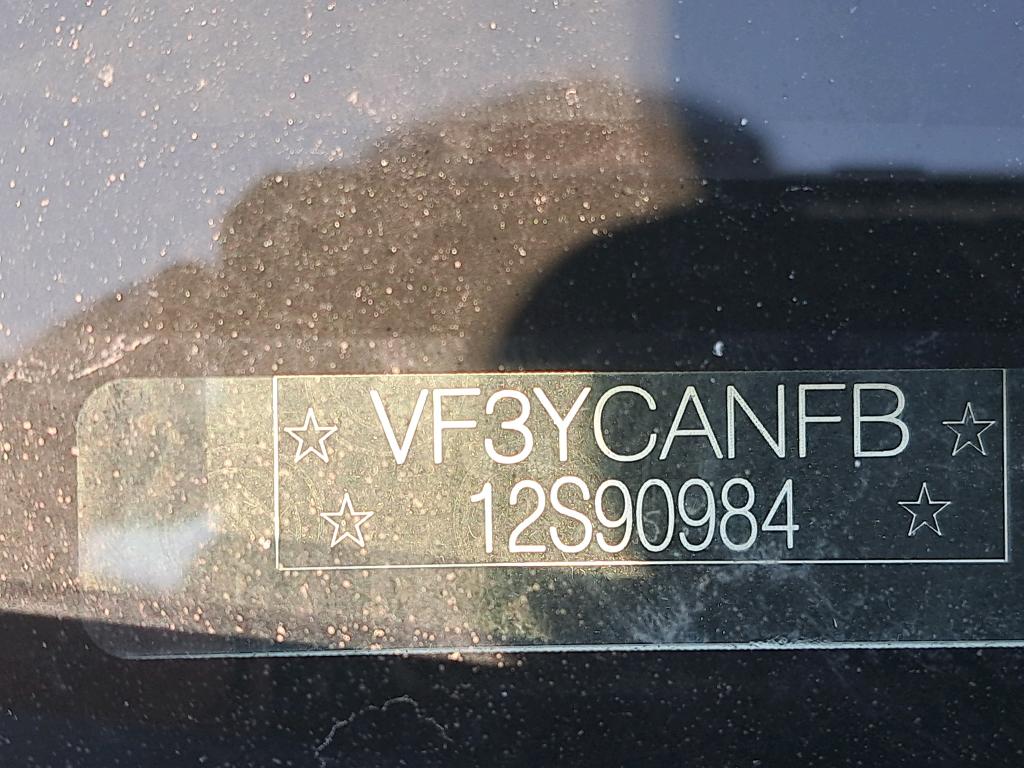 ☆ VF3YCANFB ☆
☆ 12S90984 ☆